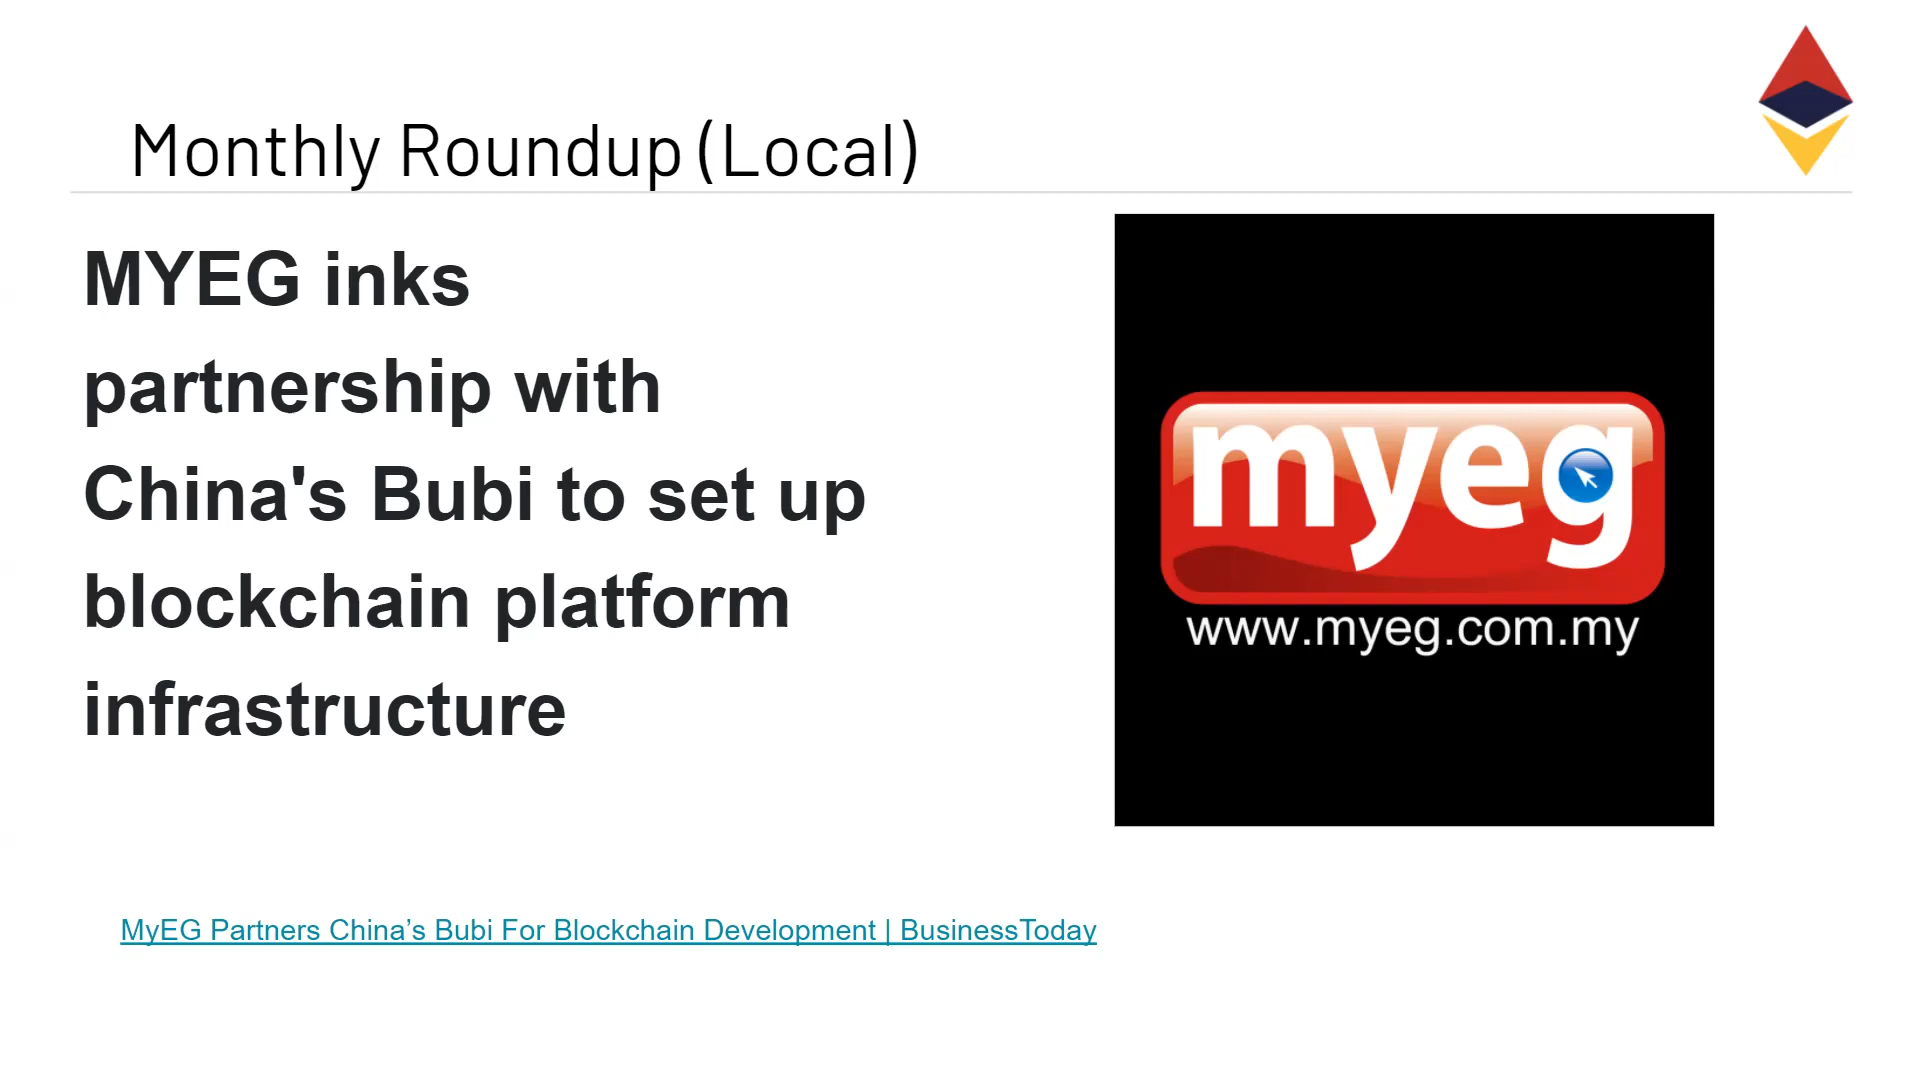 Monthly Roundup (Local)
MYEG inks
partnership with
China's Bubi to set up
blockchain platform
infrastructure
myeg
www.myeg.com.my
MyEG Partners China’s Bubi For Blockchain Development | BusinessToday